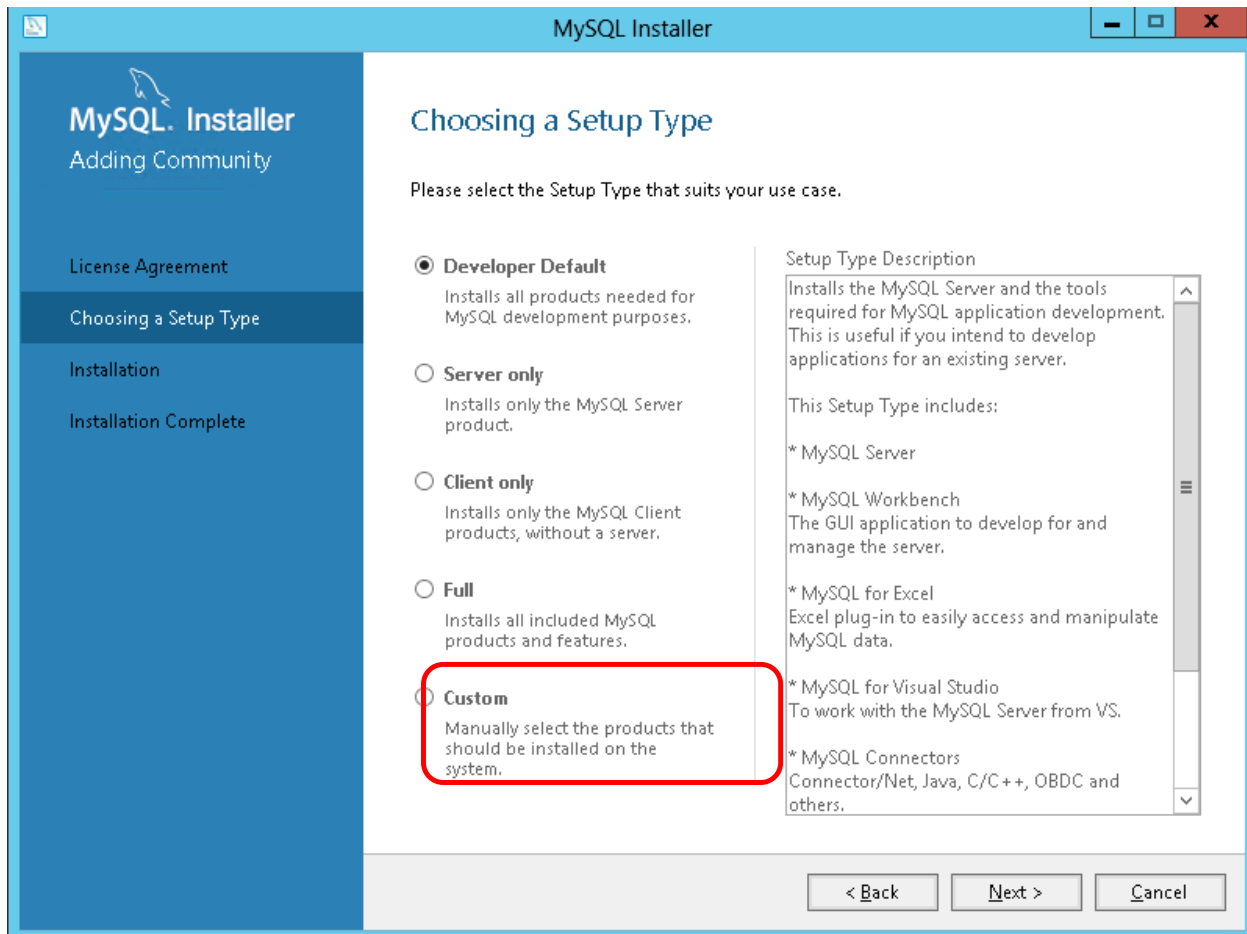 MySQL Installer
MySQL. Installer
Adding Community
License Agreement
Choosing a Setup Type
Installation
Installation Complete
Choosing a Setup Type
Please select the Setup Type that suits your use case.
Developer Default
Installs all products needed for
MySQL development purposes.
Server only
Installs only the MySQL Server
product.
Client only
Installs only the MySQL Client
products, without a server.
Full
Installs all included MySQL
products and features.
Custom
Manually select the products that
should be installed on the
system.
Setup Type Description
Installs the MySQL Server and the tools
required for MySQL application development.
This is useful if you intend to develop
applications for an existing server.
This Setup Type includes:
* MySQL Server
* MySQL Workbench
The GUI application to develop for and
manage the server.
* MySQL for Excel
Excel plug-in to easily access and manipulate
MySQL data.
* MySQL for Visual Studio
To work with the MySQL Server from VS.
* MySQL Connectors
Connector/Net, Java, C/C++, OBDC and
others.
< Back
Next >
Cancel